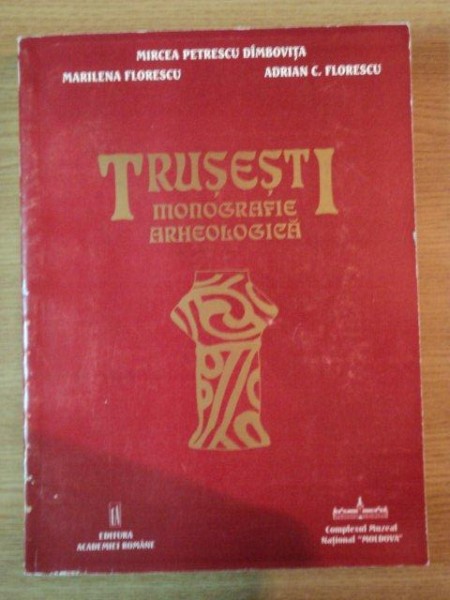 MIRCEA PETRESCU DÎMBOVIȚA
MARILENA FLORESCU
ADRIAN C. FLORESCU
TRUȘEȘTI
MONOGRAFIE
ARHEOLOGICĂ
EDITURA
ACADEMIEI ROMÂNE
Complexul Muzeal
Național "MOLDOVA"